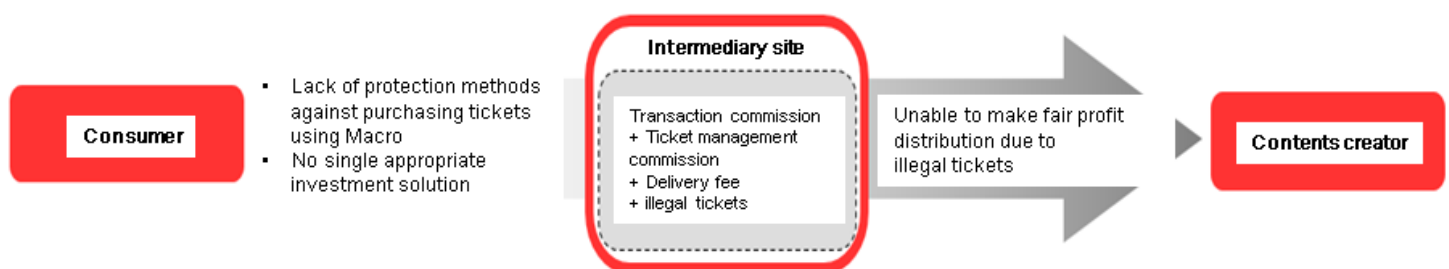 Consumer
▪ Lack of protection methods
against purchasing tickets
using Macro
▪ No single appropriate
investment solution
Intermediary site
Transaction commission
+ Ticket management
commission
+ Delivery fee
+ illegal tickets
Unable to make fair profit
distribution due to
illegal tickets
Contents creator